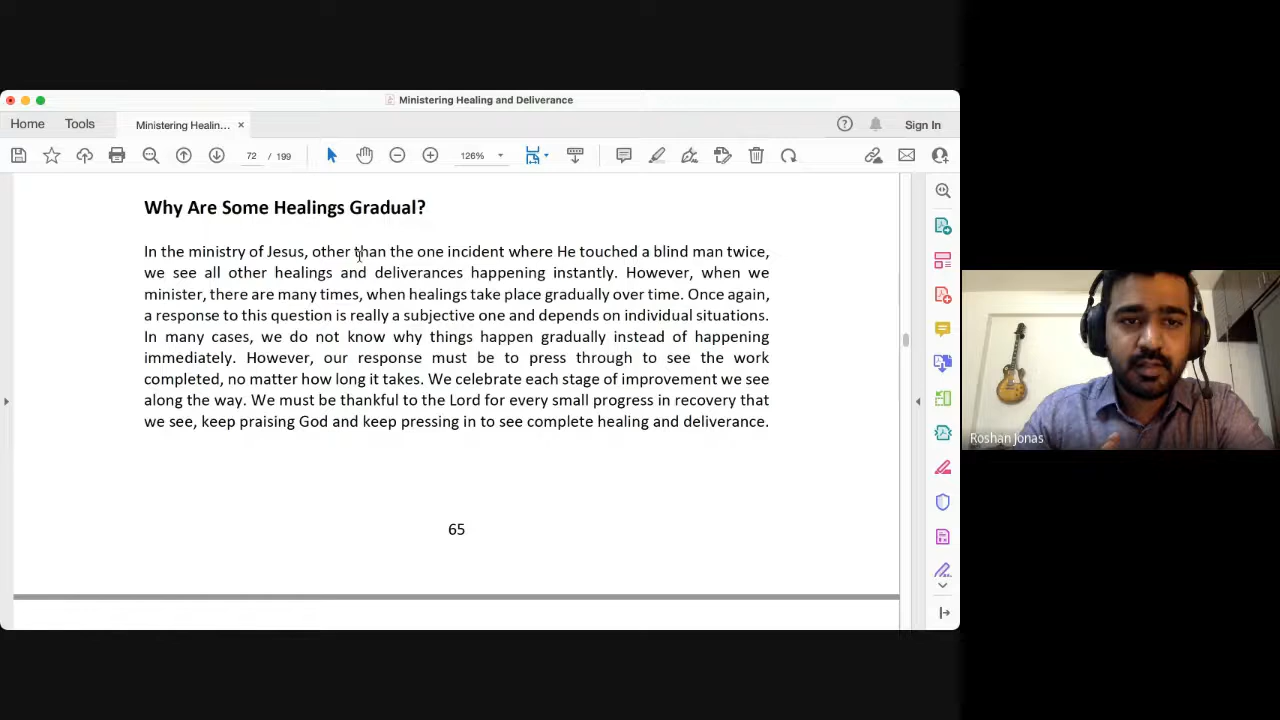 Ministering Healing and Deliverance
Home
Tools
Ministering Healin...
Sign In
72 / 199
126%
Why Are Some Healings Gradual?
In the ministry of Jesus, other than the one incident where He touched a blind man twice,
we see all other healings and deliverances happening instantly. However, when we
minister, there are many times, when healings take place gradually over time. Once again,
a response to this question is really a subjective one and depends on individual situations.
In many cases, we do not know why things happen gradually instead of happening
immediately. However, our response must be to press through to see the work
completed, no matter how long it takes. We celebrate each stage of improvement we see
along the way. We must be thankful to the Lord for every small progress in recovery that
we see, keep praising God and keep pressing in to see complete healing and deliverance.
65
Roshan Jonas